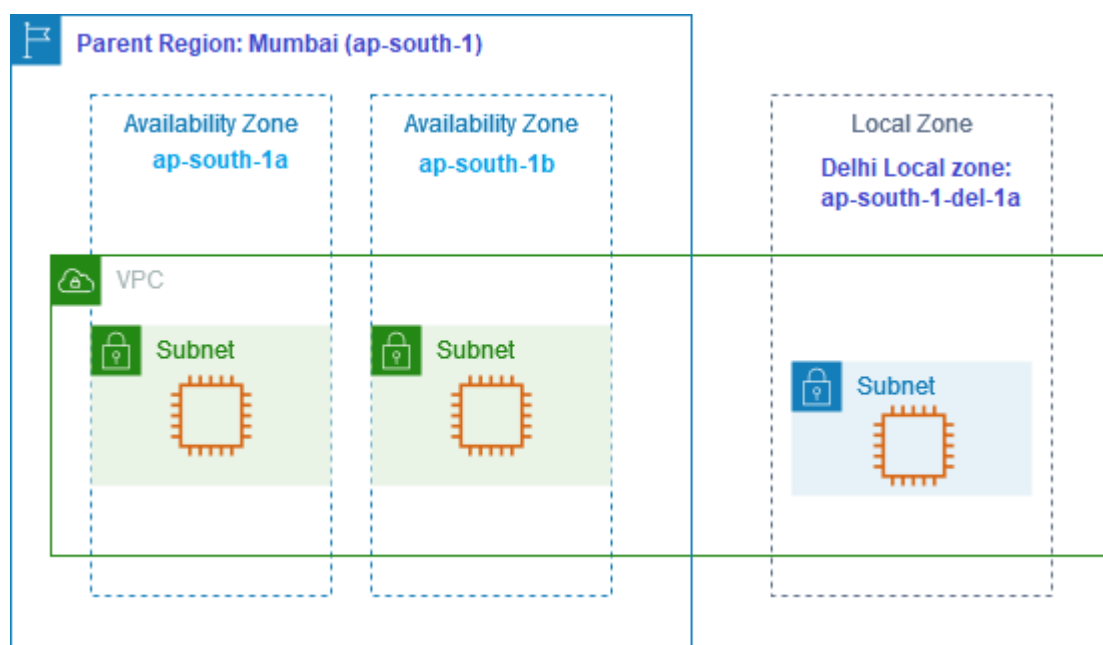 Parent Region: Mumbai (ap-south-1)
Availability Zone
ap-south-1a
Availability Zone
ap-south-1b
Local Zone
Delhi Local zone:
ap-south-1-del-1a
VPC
Subnet
Subnet
Subnet